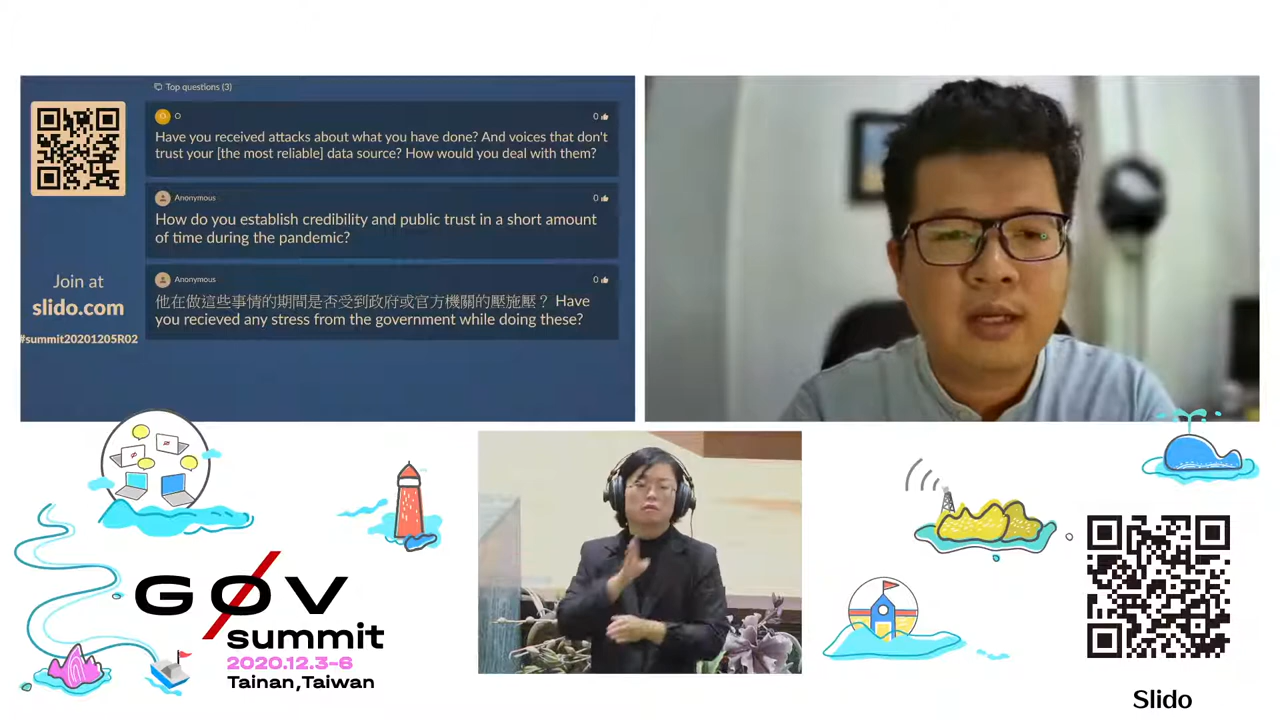 Top questions (3)
O
0
Have you received attacks about what you have done? And voices that don't
trust your [the most reliable] data source? How would you deal with them?
Anonymous
0
How do you establish credibility and public trust in a short amount
of time during the pandemic?
Anonymous
0
他在做這些事情的期間是否受到政府或官方機關的壓施壓？ Have
you recieved any stress from the government while doing these?
Join at
slido.com
#summit20201205R02
GØV
summit
2020.12.3-6
Tainan,Taiwan
Slido